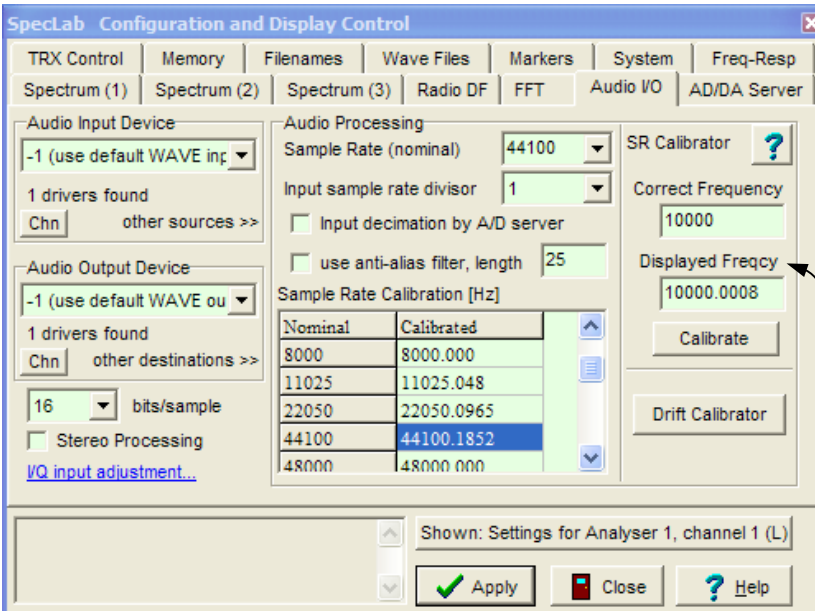 SpecLab Configuration and Display Control
TRX Control
Memory
Filenames
Wave Files
Markers
System
Freq-Resp
Spectrum (1)
Spectrum (2)
Spectrum (3)
Radio DF
FFT
Audio I/O
AD/DA Server
Audio Input Device
-1 (use default WAVE inp
1 drivers found
Chn
other sources >>
Audio Output Device
-1 (use default WAVE ou
1 drivers found
Chn
other destinations >>
16
bits/sample
Stereo Processing
I/Q input adjustment...
Audio Processing
Sample Rate (nominal)
44100
Input sample rate divisor
1
Input decimation by A/D server
use anti-alias filter, length
25
Sample Rate Calibration [Hz]
Nominal
Calibrated
8000
8000.000
11025
11025.048
22050
22050.0965
44100
44100.1852
48000
48000.000
SR Calibrator
?
Correct Frequency
10000
Displayed Freqcy
10000.0008
Calibrate
Drift Calibrator
Shown: Settings for Analyser 1, channel 1 (L)
Apply
Close
? Help